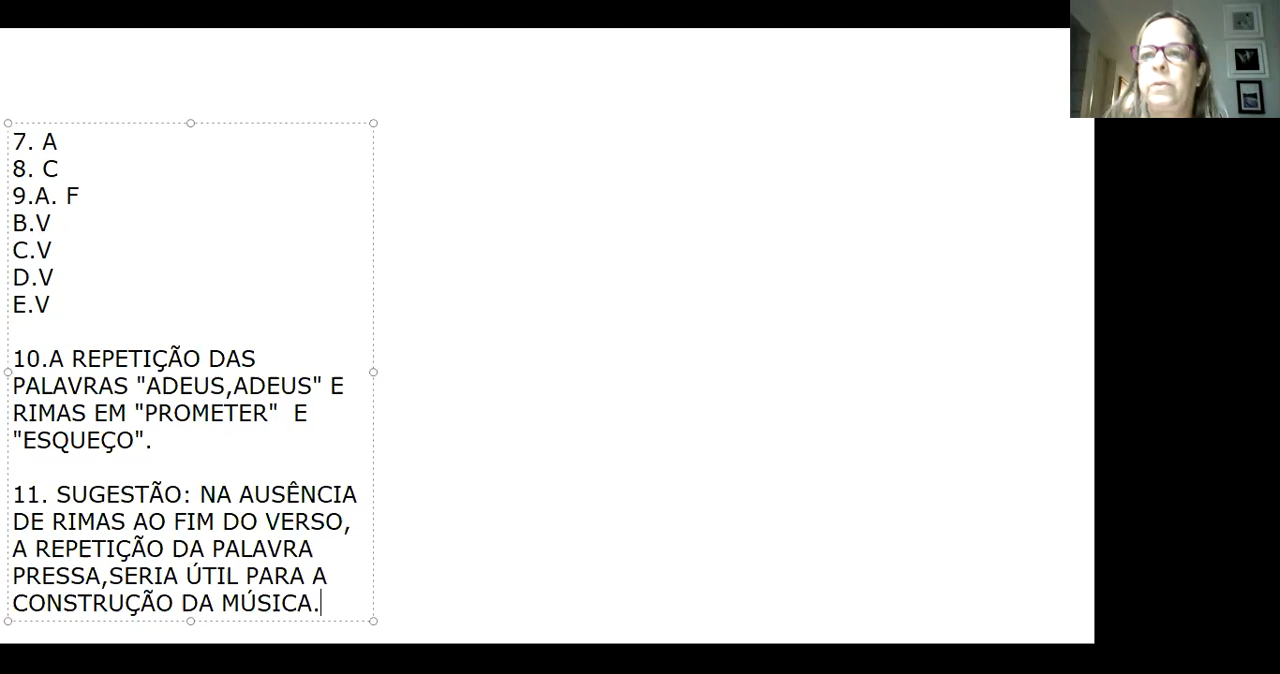 7. A
8. C
9.A. F
B.V
C.V
D.V
E.V
10.A REPETIÇÃO DAS
PALAVRAS "ADEUS,ADEUS" E
RIMAS EM "PROMETER"  E
"ESQUEÇO".
11. SUGESTÃO: NA AUSÊNCIA
DE RIMAS AO FIM DO VERSO,
A REPETIÇÃO DA PALAVRA
PRESSA,SERIA ÚTIL PARA A
CONSTRUÇÃO DA MÚSICA.